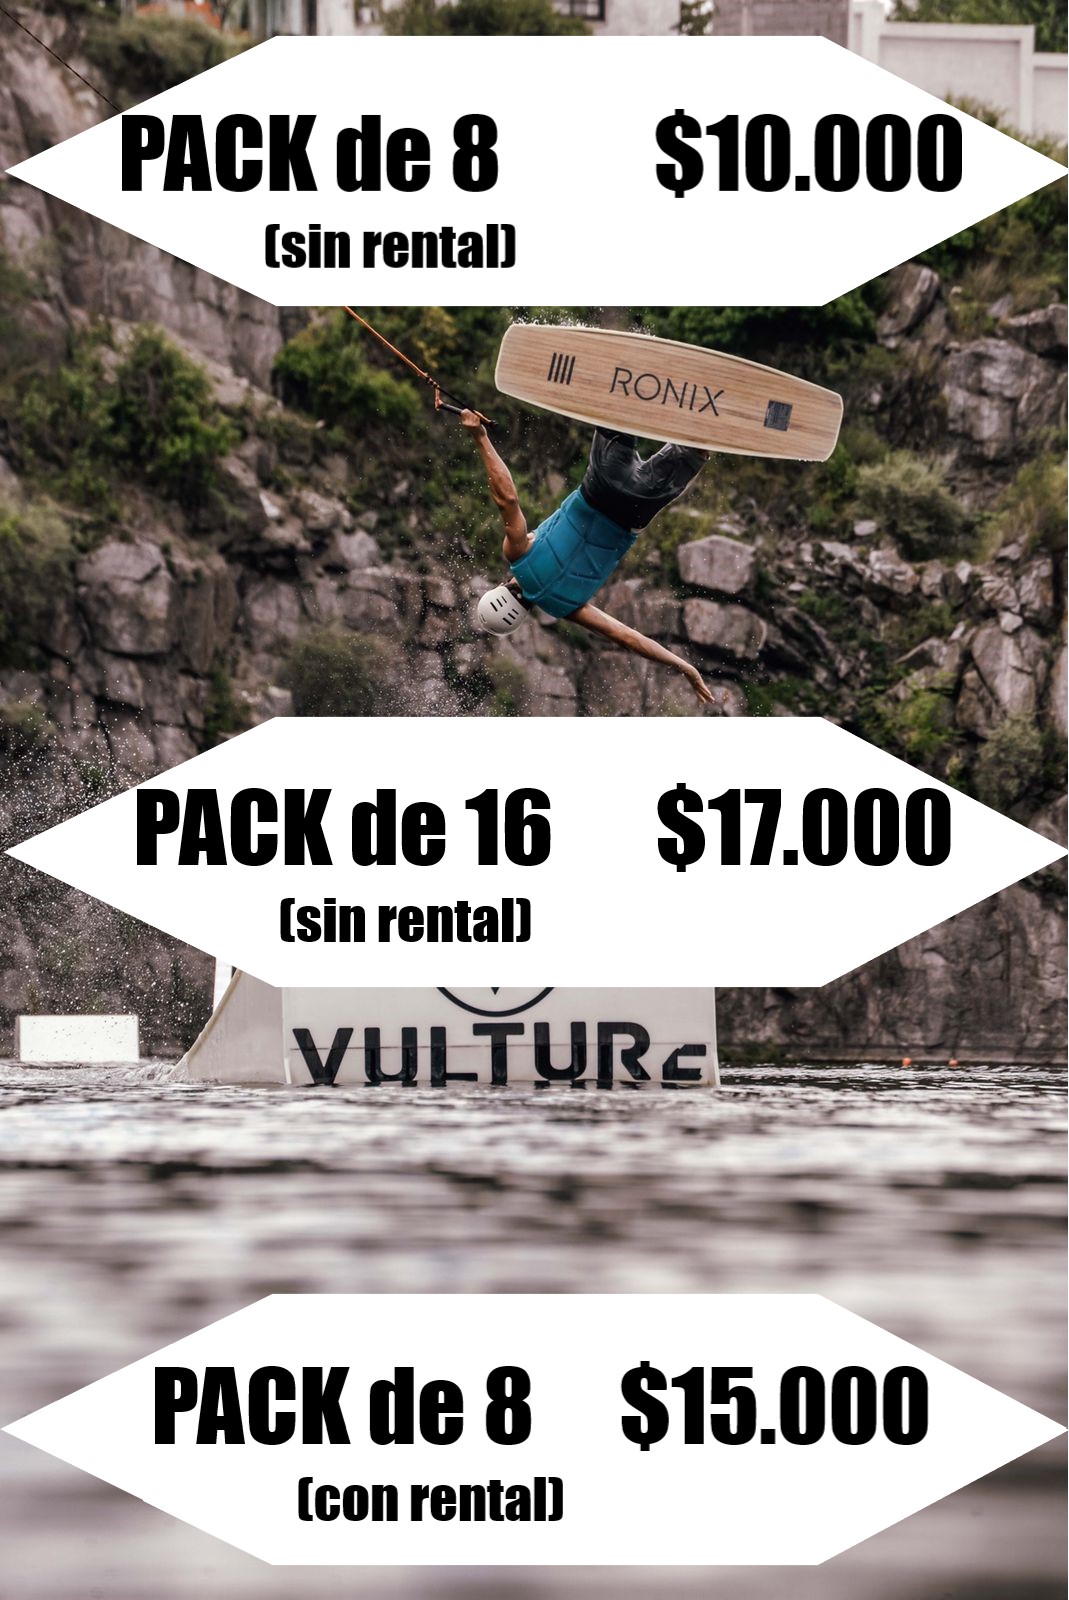 PACK de 8 $10.000
(sin rental)
RONIX
PACK de 16 $17.000
(sin rental)
VULTURE
PACK de 8 $15.000
(con rental)